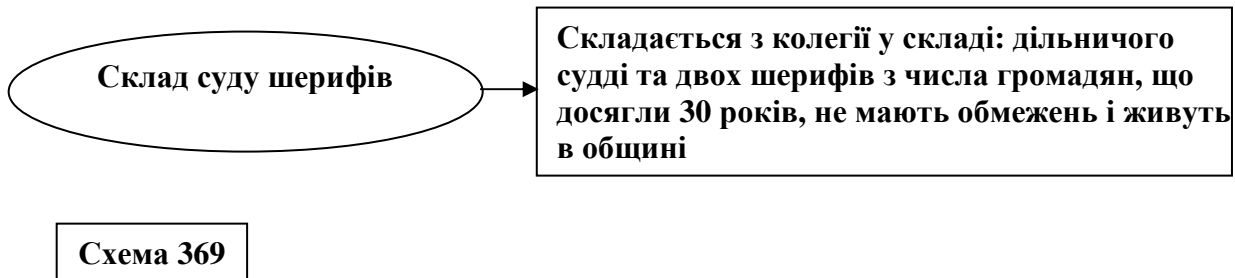 Склад суду шерифів
Складається з колегії у складі: дільничого
судді та двох шерифів з числа громадян, що
досягли 30 років, не мають обмежень і живуть
в общині
Схема 369